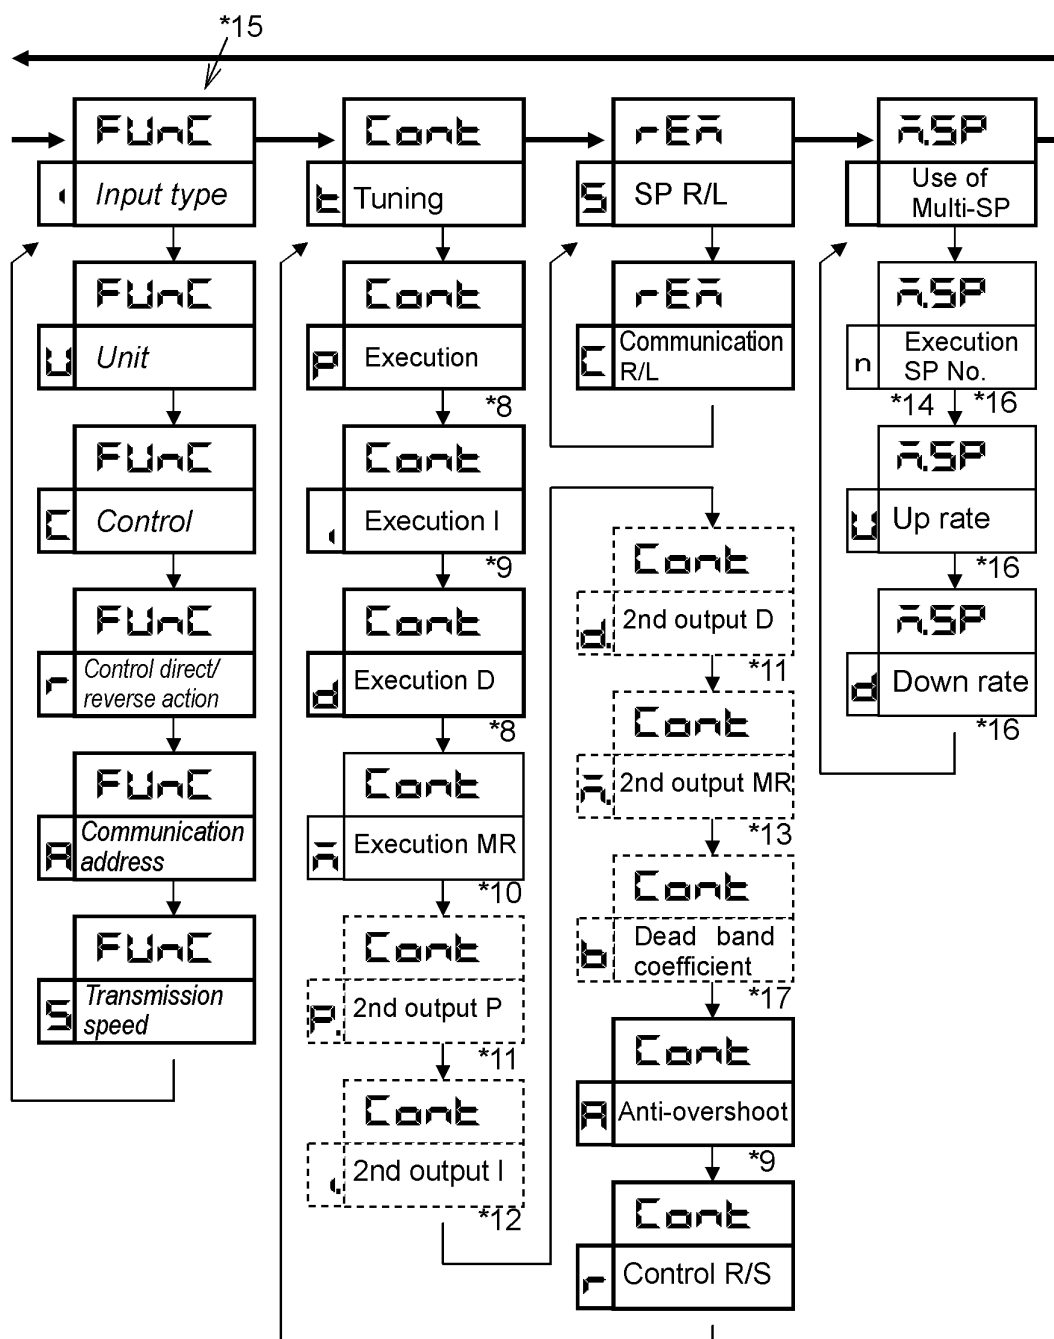 *15
FUnC
ı
Input type
FUnC
U
Unit
FUnC
C
Control
FUnC
r
Control direct/
reverse action
FUnC
A
Communication
address
FUnC
S
Transmission
speed
Cont
t
Tuning
Cont
P
Execution
*8
Cont
ı
Execution I
*9
Cont
d
Execution D
*8
Cont
Execution MR
*10
Cont
P.
2nd output P
*11
Cont
ı.
2nd output I
*12
Cont
d.
2nd output D
*11
Cont
2nd output MR
*13
Cont
b
Dead band
coefficient
*17
Cont
A
Anti-overshoot
*9
Cont
r
Control R/S
rEm
S
SP R/L
rEm
C
Communication
R/L
m.SP
Use of
Multi-SP
m.SP
n
Execution
SP No.
*14 *16
m.SP
U
Up rate
*16
m.SP
d
Down rate
*16